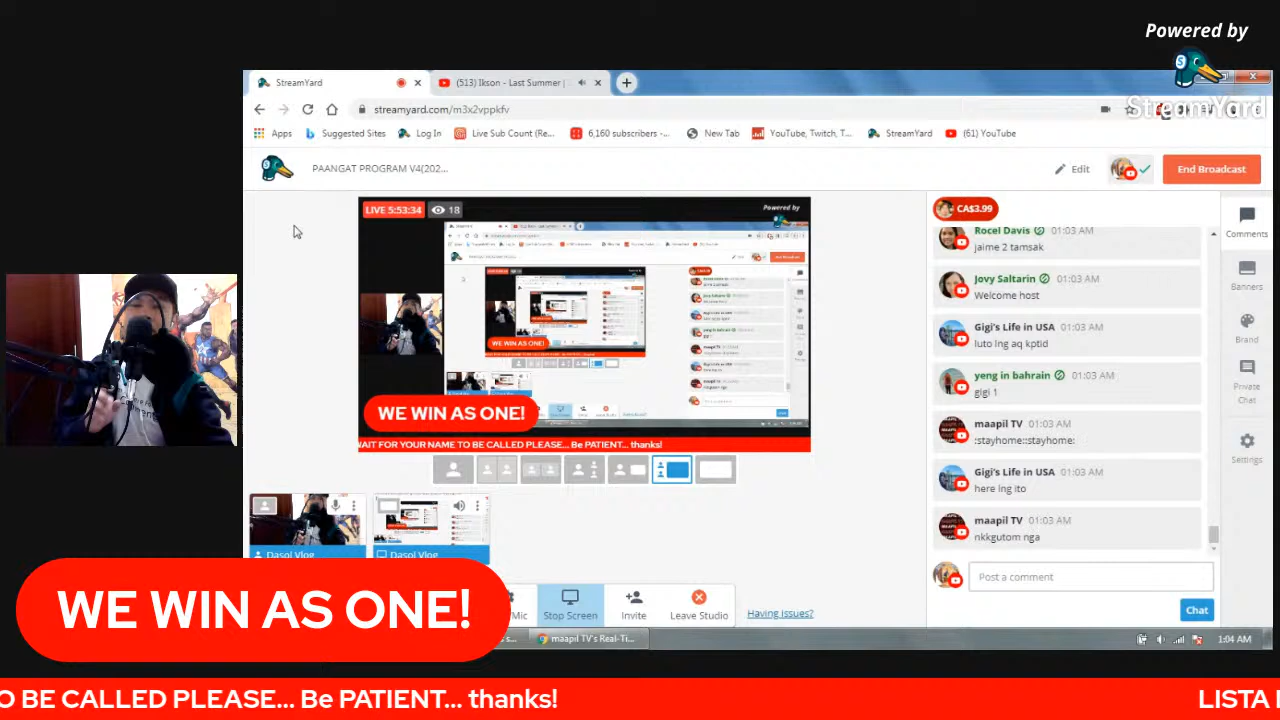 Powered by
StreamYard
StreamYard
(513) Ikson - Last Summer
streamyard.com/m3x2vppkfv
Apps
Suggested Sites
Log In
Live Sub Count (Re...
6,160 subscribers -...
New Tab
YouTube, Twitch, T...
StreamYard
(61) YouTube
PAANGAT PROGRAM V4(202...
Edit
End Broadcast
LIVE 5:53:34
18
Powered by
WE WIN AS ONE!
WE WIN AS ONE!
WAIT FOR YOUR NAME TO BE CALLED PLEASE... Be PATIENT... thanks!
CA$3.99
Rocel Davis 01:03 AM
jaime 2 tamsak
Jovy Saltarin 01:03 AM
Welcome host
Gigi's Life in USA 01:03 AM
luto lng aq kptid
yeng in bahrain 01:03 AM
gigi 1
maapil TV 01:03 AM
:stayhome::stayhome:
Gigi's Life in USA 01:03 AM
here lng ito
maapil TV 01:03 AM
nkkgutom nga
Post a comment
Chat
Comments
Banners
Brand
Private
Chat
Settings
Dasol Vlog
Dasol Vlog
Mic
Stop Screen
Invite
Leave Studio
Having issues?
maapil TV's Real-Ti...
1:04 AM
WE WIN AS ONE!
O BE CALLED PLEASE... Be PATIENT... thanks!
LISTA